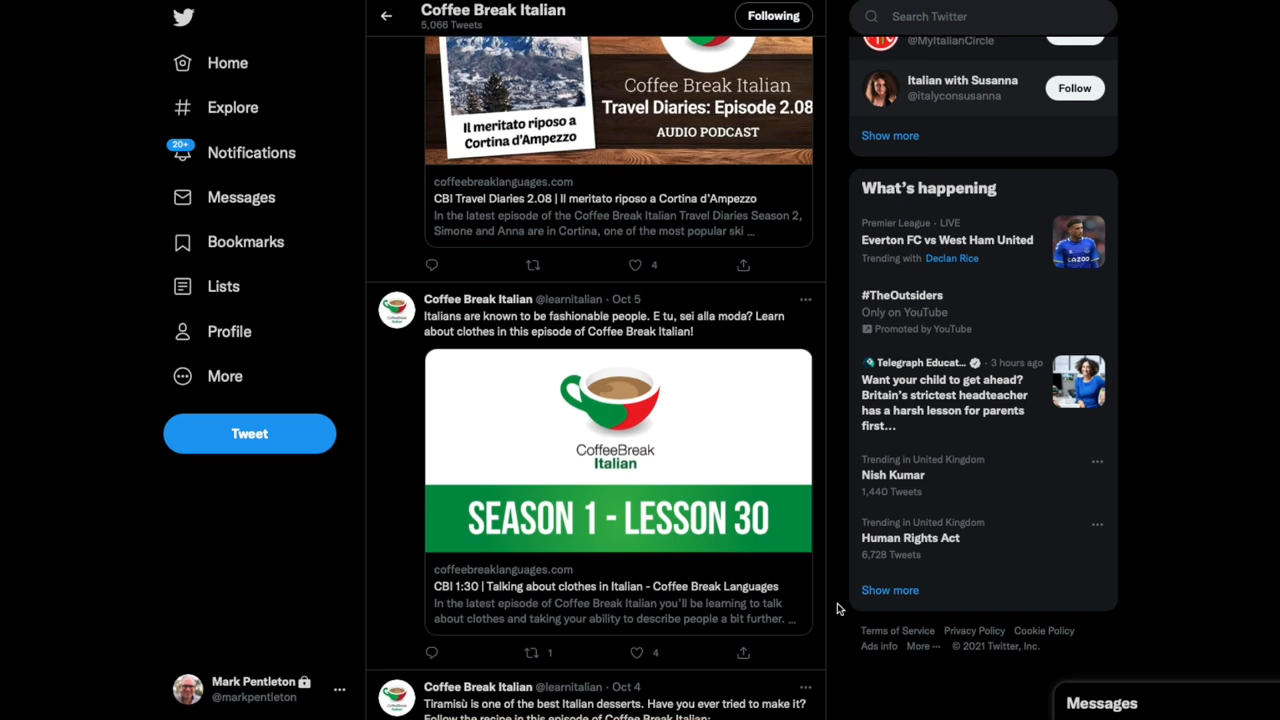 Home
Explore
20+
Notifications
Messages
Bookmarks
Lists
Profile
More
Tweet
Mark Pentleton
@markpentleton
Coffee Break Italian
5,066 Tweets
Following
Il meritato riposo a
Cortina d'Ampezzo
Coffee Break Italian
Travel Diaries: Episode 2.08
AUDIO PODCAST
coffeebreaklanguages.com
CBI Travel Diaries 2.08 | Il meritato riposo a Cortina d'Ampezzo
In the latest episode of the Coffee Break Italian Travel Diaries Season 2,
Simone and Anna are in Cortina, one of the most popular ski ...
4
Coffee Break Italian @learnitalian · Oct 5
Italians are known to be fashionable people. E tu, sei alla moda? Learn
about clothes in this episode of Coffee Break Italian!
CoffeeBreak
Italian
SEASON 1 - LESSON 30
coffeebreaklanguages.com
CBI 1:30 | Talking about clothes in Italian - Coffee Break Languages
In the latest episode of Coffee Break Italian you'll be learning to talk
about clothes and taking your ability to describe people a bit further. ...
1
4
Coffee Break Italian @learnitalian · Oct 4
Tiramisù is one of the best Italian desserts. Have you ever tried to make it?
Follow the recipe in this episode of Coffee Break Italian:
Search Twitter
@MyItalianCircle
Italian with Susanna
@italyconsusanna
Follow
Show more
What's happening
Premier League · LIVE
Everton FC vs West Ham United
Trending with Declan Rice
CAZOO
#TheOutsiders
Only on YouTube
Promoted by YouTube
Telegraph Educat... · 3 hours ago
Want your child to get ahead?
Britain's strictest headteacher
has a harsh lesson for parents
first...
Trending in United Kingdom
Nish Kumar
1,440 Tweets
Trending in United Kingdom
Human Rights Act
6,728 Tweets
Show more
Terms of Service Privacy Policy Cookie Policy
Ads info More ··· © 2021 Twitter, Inc.
Messages